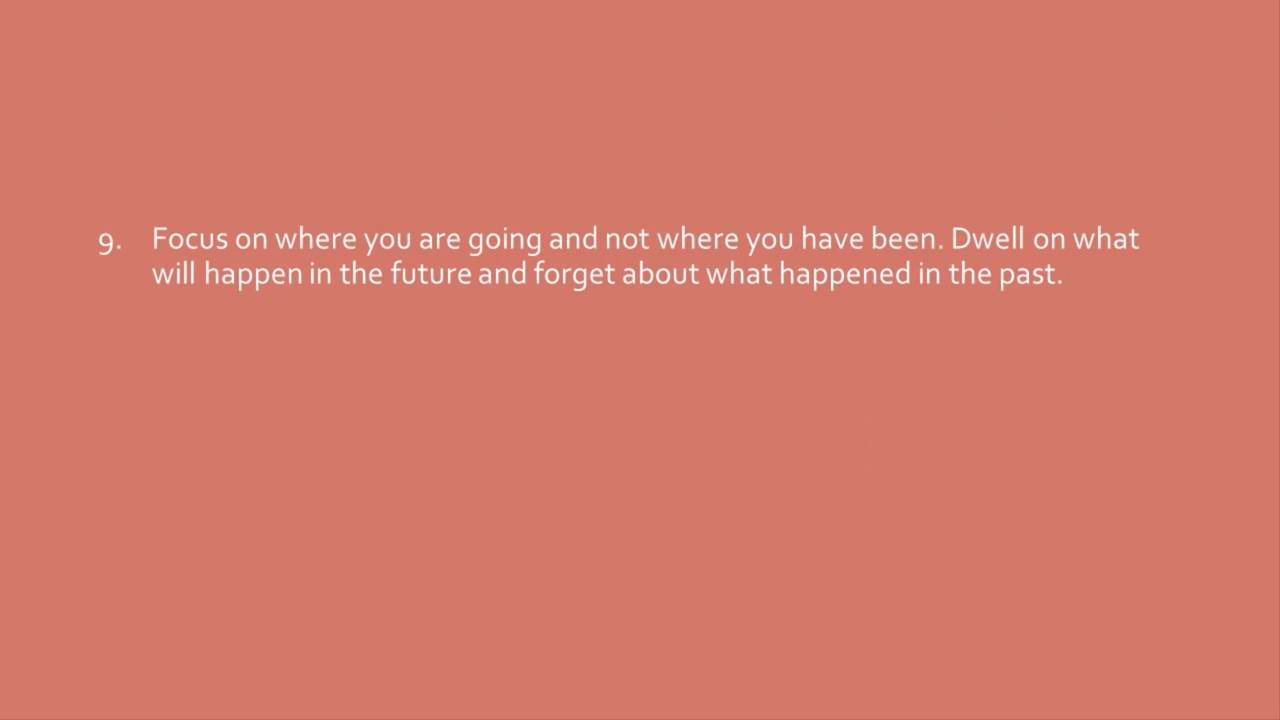 9. Focus on where you are going and not where you have been. Dwell on what
will happen in the future and forget about what happened in the past.